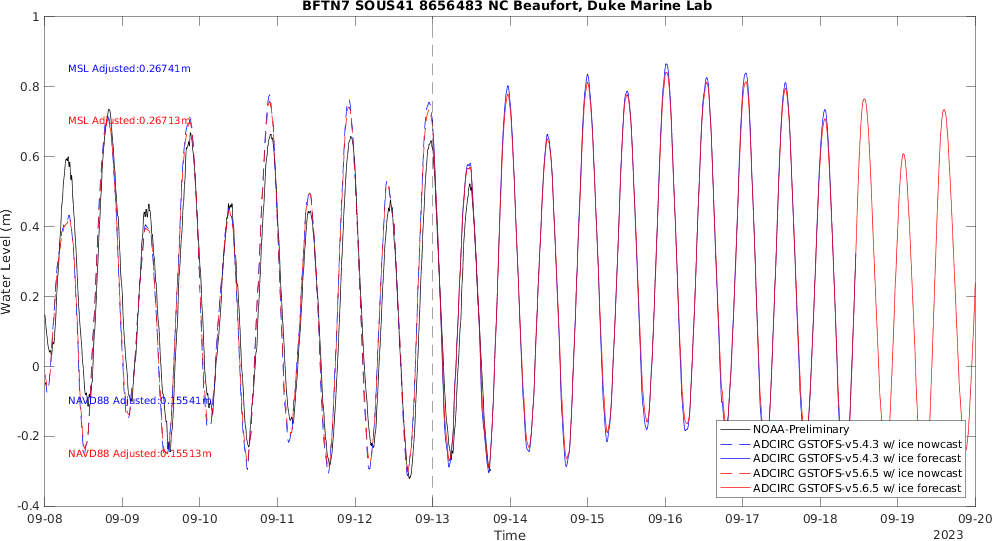 BFTN7 SOUS41 8656483 NC Beaufort, Duke Marine Lab
Water Level (m)
1
0.8
0.6
0.4
0.2
0
-0.2
-0.4
MSL Adjusted:0.26741m
MSL Adjusted:0.26713m
NAVD88 Adjusted:0.15541m
NAVD88 Adjusted:0.15513m
NOAA-Preliminary
ADCIRC GSTOFS-v5.4.3 w/ ice nowcast
ADCIRC GSTOFS-v5.4.3 w/ ice forecast
ADCIRC GSTOFS-v5.6.5 w/ ice nowcast
ADCIRC GSTOFS-v5.6.5 w/ ice forecast
09-08 09-09 09-10 09-11 09-12 09-13 09-14 09-15 09-16 09-17 09-18 09-19 09-20
Time
2023